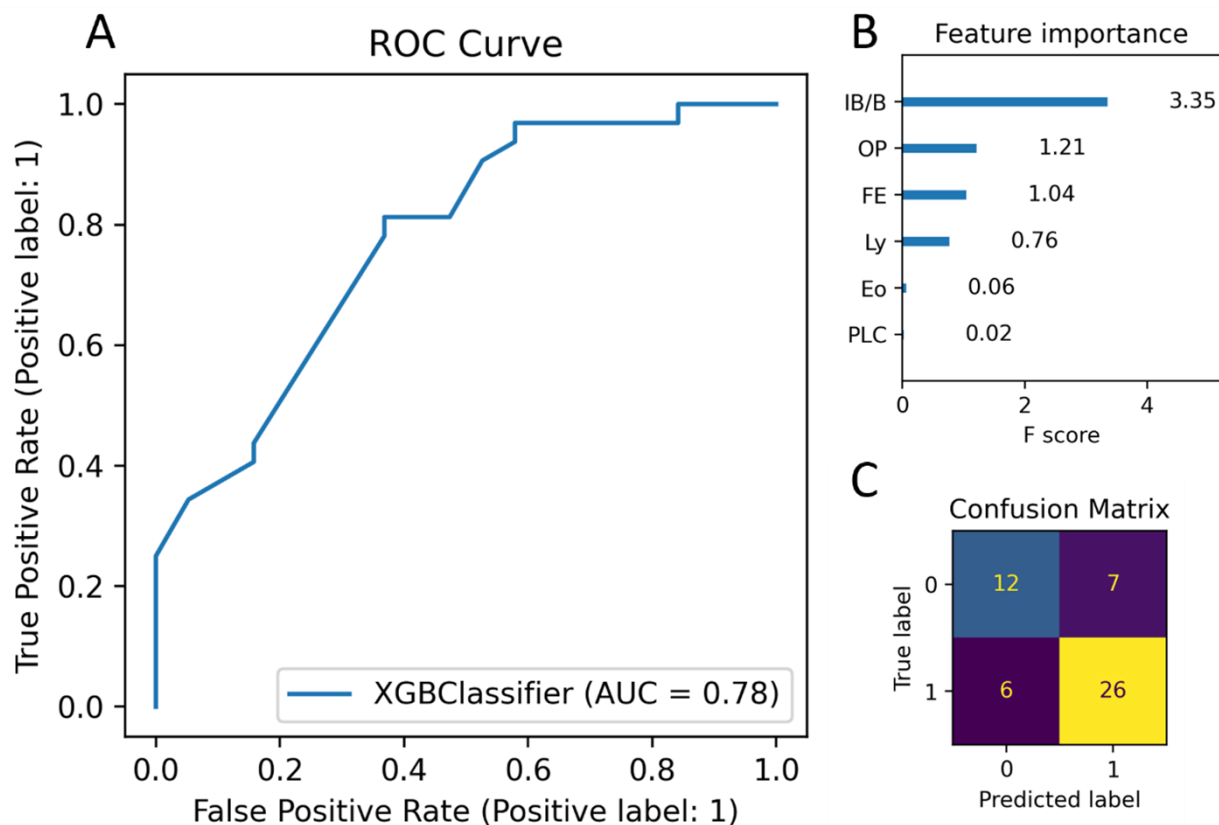 A
ROC Curve
True Positive Rate (Positive label: 1)
1.0
0.8
0.6
0.4
0.2
0.0
XGBClassifier (AUC = 0.78)
0.0 0.2 0.4 0.6 0.8 1.0
False Positive Rate (Positive label: 1)
B
Feature importance
IB/B 3.35
OP 1.21
FE 1.04
Ly 0.76
Eo 0.06
PLC 0.02
0 2 4
F score
C
Confusion Matrix
True label
0 12 7
1 6 26
0 1
Predicted label